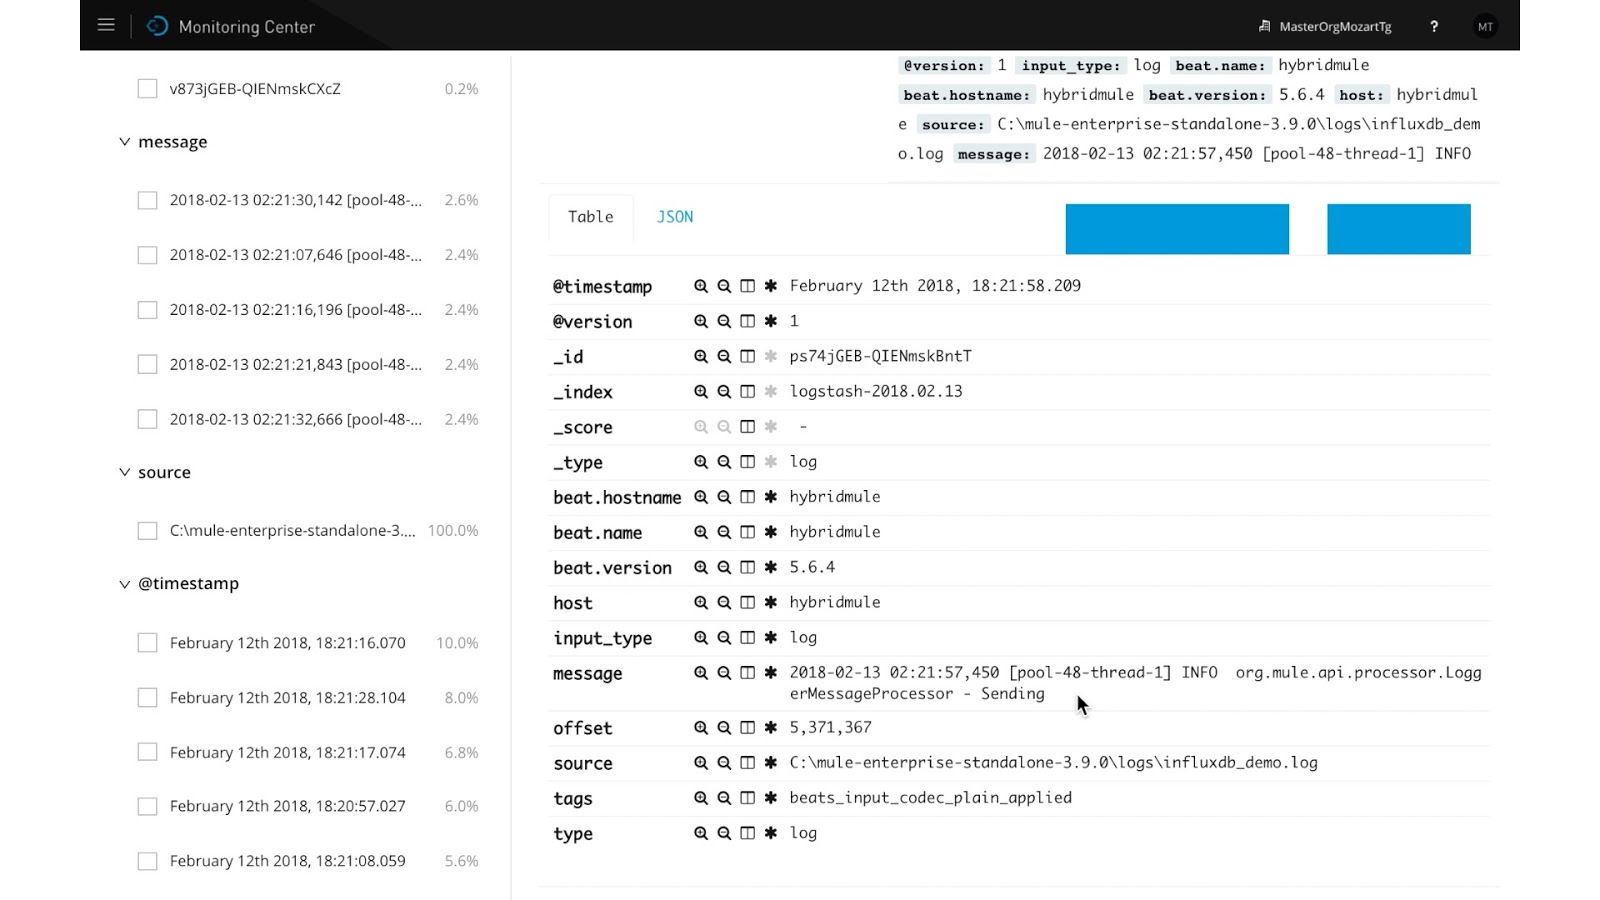 Monitoring Center
MasterOrgMozartTg
?
MT
v873jGEB-QIENmskCXcZ 0.2%
message
2018-02-13 02:21:30,142 [pool-48-... 2.6%
2018-02-13 02:21:07,646 [pool-48-... 2.4%
2018-02-13 02:21:16,196 [pool-48-... 2.4%
2018-02-13 02:21:21,843 [pool-48-... 2.4%
2018-02-13 02:21:32,666 [pool-48-... 2.4%
source
C:\mule-enterprise-standalone-3.... 100.0%
@timestamp
February 12th 2018, 18:21:16.070 10.0%
February 12th 2018, 18:21:28.104 8.0%
February 12th 2018, 18:21:17.074 6.8%
February 12th 2018, 18:20:57.027 6.0%
February 12th 2018, 18:21:08.059 5.6%
@version: 1 input_type: log beat.name: hybridmule
beat.hostname: hybridmule beat.version: 5.6.4 host: hybridmul
e source: C:\mule-enterprise-standalone-3.9.0\logs\influxdb_dem
o.log message: 2018-02-13 02:21:57,450 [pool-48-thread-1] INFO
Table JSON
@timestamp February 12th 2018, 18:21:58.209
@version 1
_id ps74jGEB-QIENmskBntT
_index logstash-2018.02.13
_score -
_type log
beat.hostname hybridmule
beat.name hybridmule
beat.version 5.6.4
host hybridmule
input_type log
message 2018-02-13 02:21:57,450 [pool-48-thread-1] INFO org.mule.api.processor.Logg
erMessageProcessor - Sending
offset 5,371,367
source C:\mule-enterprise-standalone-3.9.0\logs\influxdb_demo.log
tags beats_input_codec_plain_applied
type log